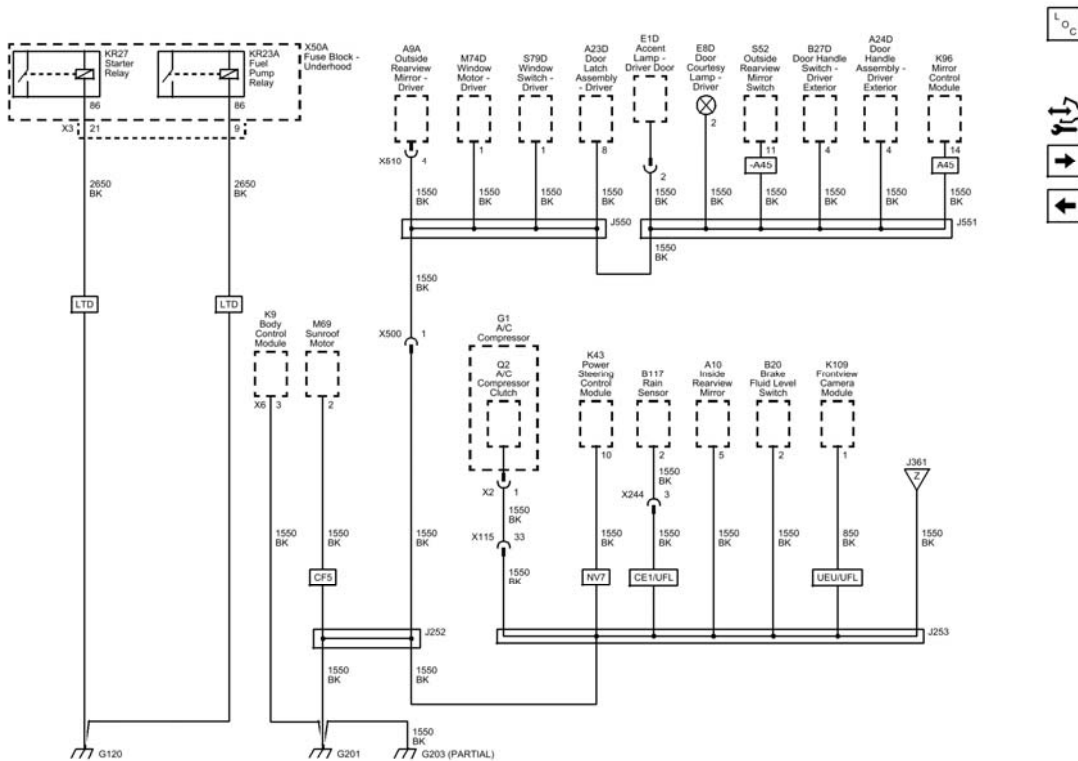 KR27
Starter
Relay
86
KR23A
Fuel
Pump
Relay
86
X50A
Fuse Block -
Underhood
X3
21
9
2650
BK
2650
BK
LTD
LTD
A9A
Outside
Rearview
Mirror -
Driver
M74D
Window
Motor -
Driver
S79D
Window
Switch -
Driver
A23D
Door
Latch
Assembly
- Driver
E1D
Accent
Lamp -
Driver Door
E8D
Door
Courtesy
Lamp -
Driver
S52
Outside
Rearview
Mirror
Switch
B27D
Door Handle
Switch -
Driver
Exterior
A24D
Door
Handle
Assembly -
Driver
Exterior
K96
Mirror
Control
Module
L
O
C
X610
4
1
1
8
2
2
11
4
4
14
-A45
A45
1550
BK
1550
BK
1550
BK
1550
BK
1550
BK
1550
BK
1550
BK
1550
BK
1550
BK
1550
BK
J550
J551
1550
BK
1550
BK
X500
1
K9
Body
Control
Module
M69
Sunroof
Motor
X6
3
2
G1
A/C
Compressor
Q2
A/C
Compressor
Clutch
K43
Power
Steering
Control
Module
B117
Rain
Sensor
A10
Inside
Rearview
Mirror
B20
Brake
Fluid Level
Switch
K109
Frontview
Camera
Module
10
2
5
2
1
J361
Z
X2
1
1550
BK
1550
BK
X244
3
X115
33
1550
BK
1550
BK
1550
BK
1550
BK
1550
BK
1550
BK
1550
BK
850
BK
1550
BK
1550
BK
CF5
NV7
CE1/UFL
UEU/UFL
J252
J253
1550
BK
1550
BK
1550
BK
G120
G201
G203 (PARTIAL)